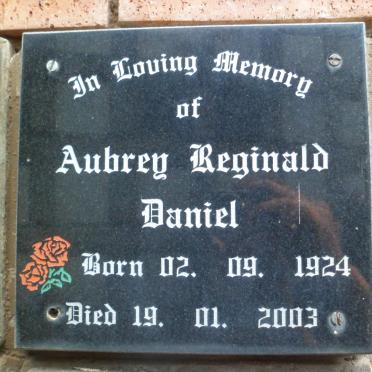 In Loving Memory
of
Aubrey Reginald
Daniel
Born 02. 09. 1924
Died 19. 01. 2003